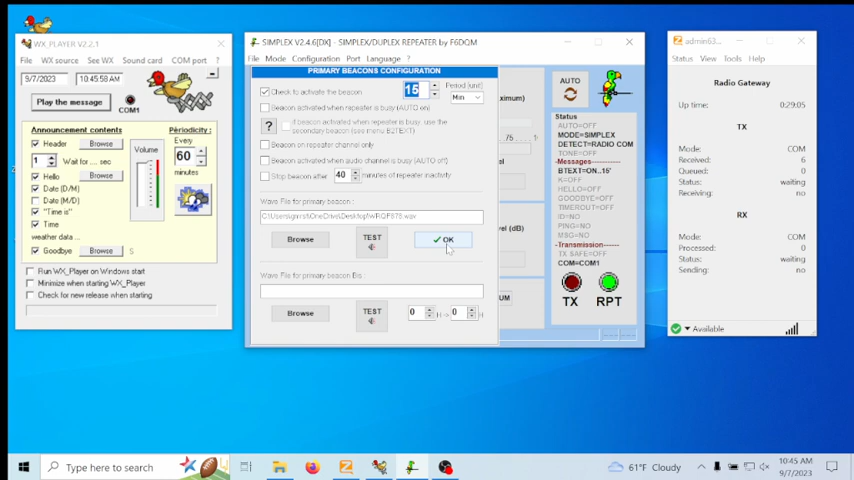 WX_PLAYER V2.2.1
File WX Sweep Sound card COM port ?
9/7/2023 10:45:58 AM
Play the message
COM1
Announcement contents
Header Browse
1 Wait for.... sec
Hello Browse
Date (D/M)
Date (M/D)
"Time is"
Time
weather data ...
Goodbye Browse S
Volume
Périodicity :
Every
60
minutes
Run WX_Player on Windows start
Minimize when starting WX_Player
Check for new release when starting
SIMPLEX V2.4.6[DX] - SIMPLEX/DUPLEX REPEATER by F6DQM
File Mode Configuration Port Language ?
PRIMARY BEACONS CONFIGURATION
Check to activate the beacon
15
Period (unit)
Min
Beacon activated when repeater is busy (AUTO on)
? if beacon activated when repeater is busy, use the
secondary beacon (see menu B2TEXT)
Beacon on repeater channel only
Beacon activated when audio channel is busy (AUTO off)
Stop beacon after 40 minutes of repeater inactivity
Wave File for primary beacon :
Browse TEST OK
Wave File for primary beacon Bis :
Browse TEST 0 H -> 0 H
ximum)
.75 1-
vel (dB)
UM
AUTO
Status
AUTO=OFF
MODE=SIMPLEX
DETECT=RADIO COM
TONE=OFF
-Messages
BTEXT=ON..15'
K=OFF
HELLO=OFF
GOODBYE=OFF
TIMEOUT=OFF
ID=NO
PING=NO
MSG=NO
-Transmission
TX SAFE=OFF
COM=COM1
TX RPT
admin63...
Status View Tools Help
Radio Gateway
Up time: 0:29:05
TX
Mode: COM
Received: 6
Queued: 0
Status: waiting
Sending: no
RX
Mode: COM
Processed: 0
Status: waiting
Sending: no
Available
Type here to search
61°F Cloudy
10:45 AM
9/7/2023